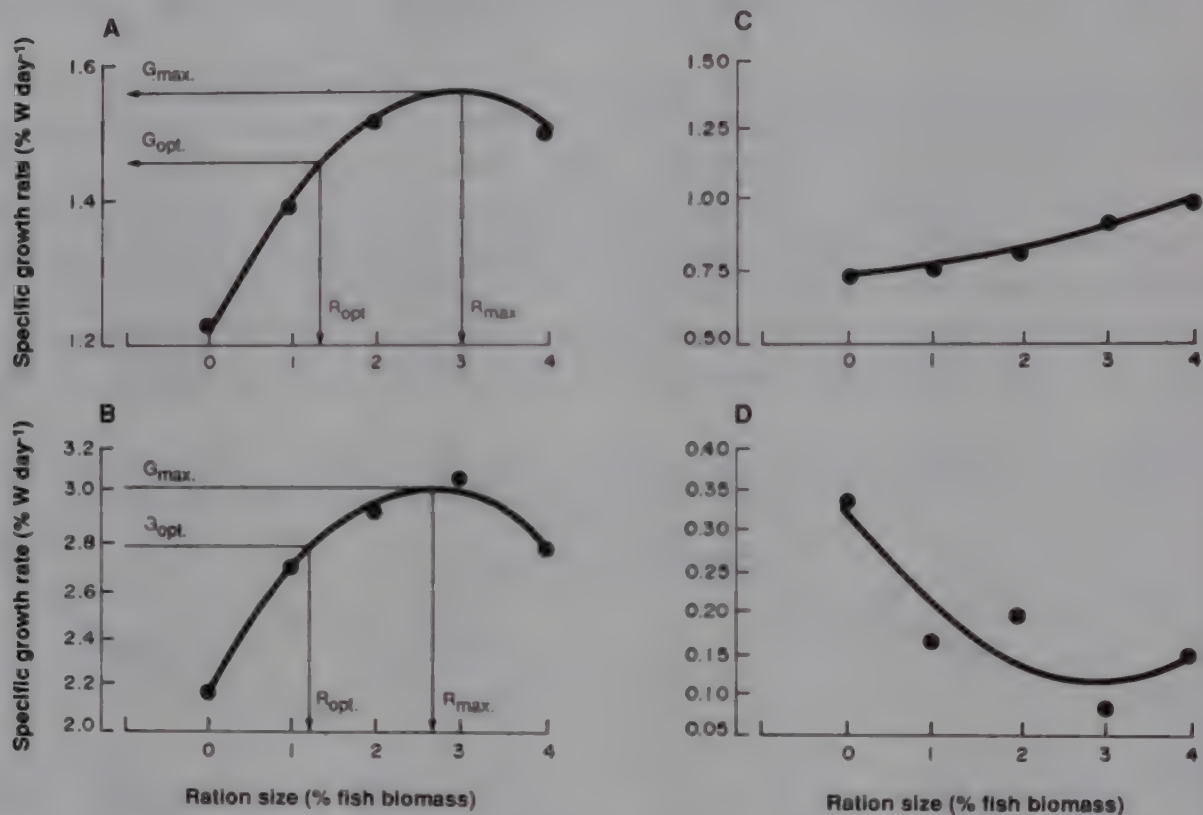 A
Specific growth rate (% W day-1)
1.6
1.4
1.2
Gmax.
Gopt.
Ropt
Rmax
0 1 2 3 4
C
1.50
1.25
1.00
0.75
0.50
0 1 2 3 4
B
Specific growth rate (% W day-1)
3.2
3.0
2.8
2.6
2.4
2.2
2.0
Gmax.
Gopt.
Ropt.
Rmax.
0 1 2 3 4
Ration size (% fish biomass)
D
0.40
0.35
0.30
0.25
0.20
0.15
0.10
0.05
0 1 2 3 4
Ration size (% fish biomass)